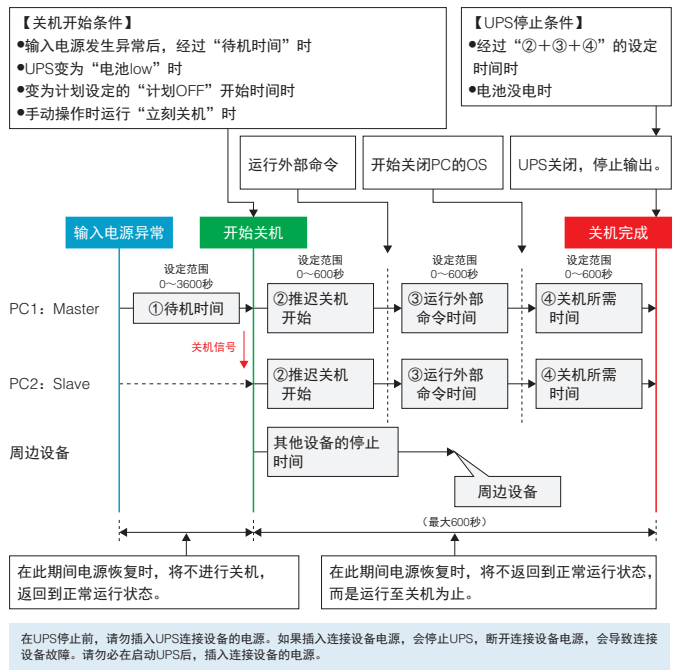 【关机开始条件】
●输入电源发生异常后，经过“待机时间”时
●UPS变为“电池low”时
●变为计划设定的“计划OFF”开始时间时
●手动操作时运行“立刻关机”时
【UPS停止条件】
●经过“②＋③＋④”的设定
时间时
●电池没电时
运行外部命令
开始关闭PC的OS
UPS关闭，停止输出。
输入电源异常
开始关机
关机完成
设定范围
0～3600秒
设定范围
0～600秒
设定范围
0～600秒
设定范围
0～600秒
PC1：Master
①待机时间
②推迟关机
开始
③运行外部
命令时间
④关机所需
时间
关机信号
PC2：Slave
②推迟关机
开始
③运行外部
命令时间
④关机所需
时间
周边设备
其他设备的停止
时间
周边设备
（最大600秒）
在此期间电源恢复时，将不进行关机，
返回到正常运行状态。
在此期间电源恢复时，将不返回到正常运行状态，
而是运行至关机为止。
在UPS停止前，请勿插入UPS连接设备的电源。如果插入连接设备电源，会停止UPS，断开连接设备电源，会导致连接
设备故障。请勿必在启动UPS后，插入连接设备的电源。